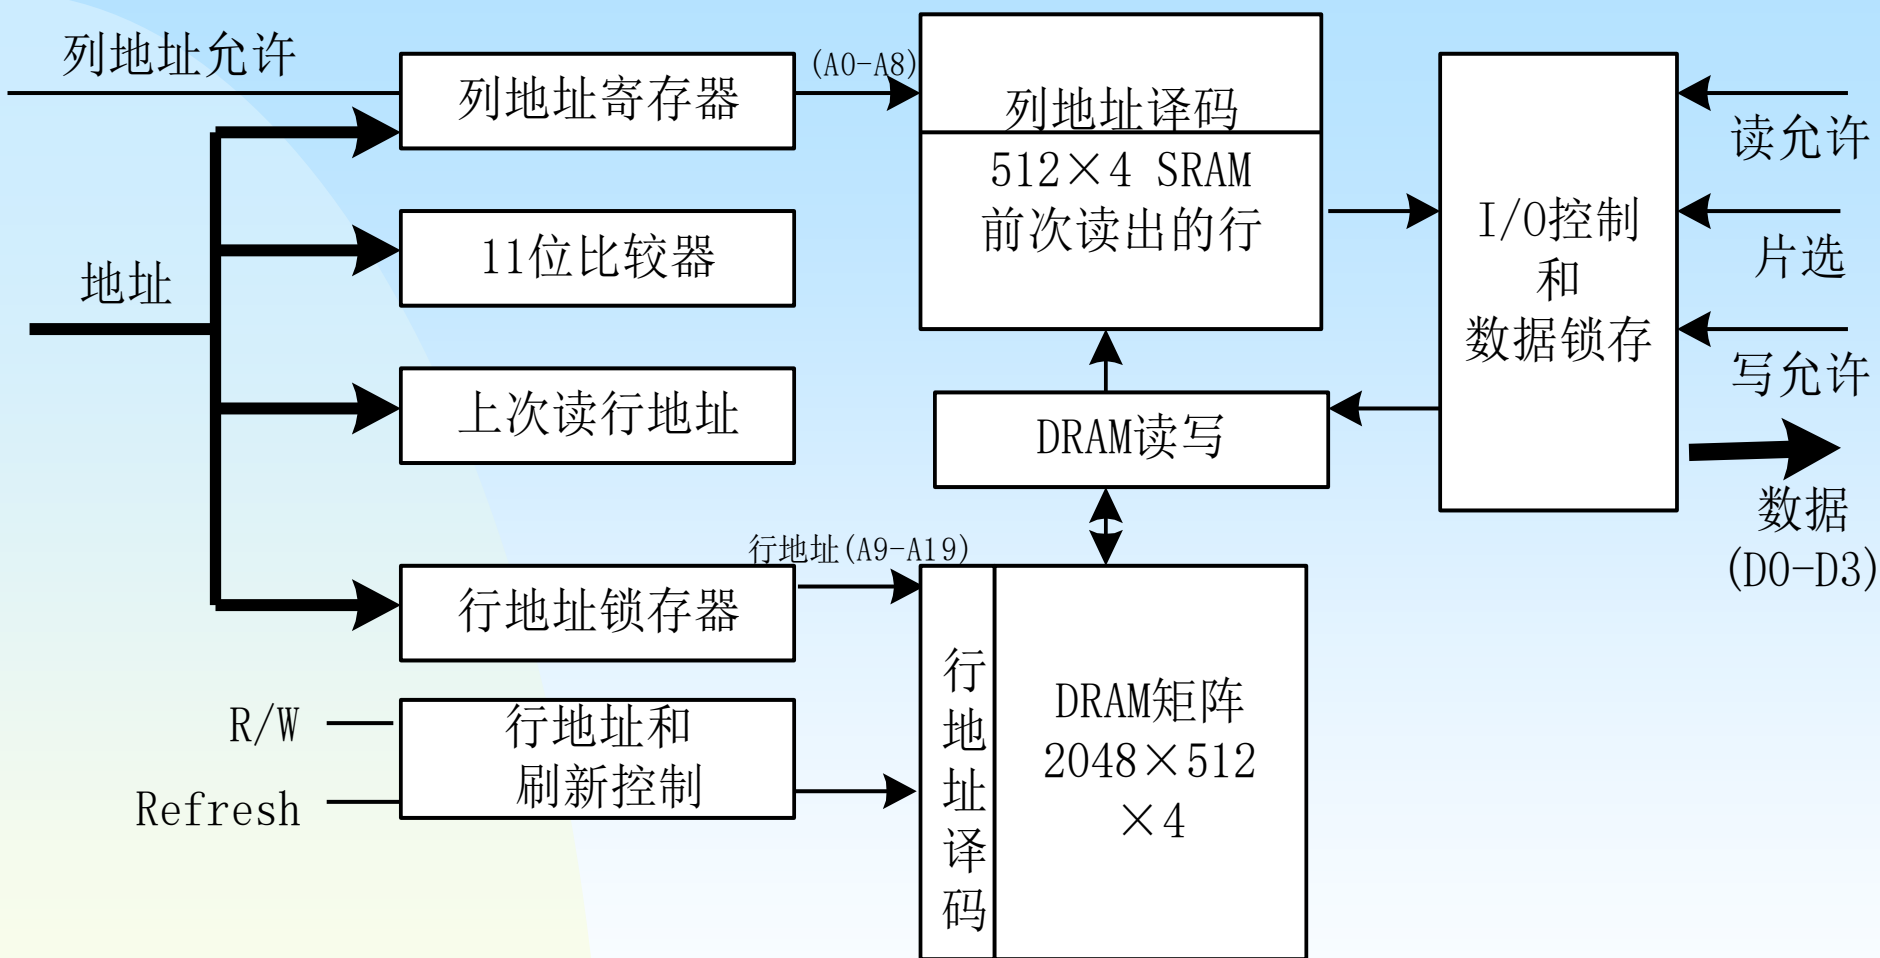 列地址允许
列地址寄存器
(A0-A8)
列地址译码
512×4 SRAM
前次读出的行
11位比较器
地址
上次读行地址
I/O控制
和
数据锁存
读允许
片选
写允许
数据
(D0-D3)
DRAM读写
行地址(A9-A19)
行地址锁存器
R/W
Refresh
行地址和
刷新控制
行
地
址
译
码
DRAM矩阵
2048×512
×4